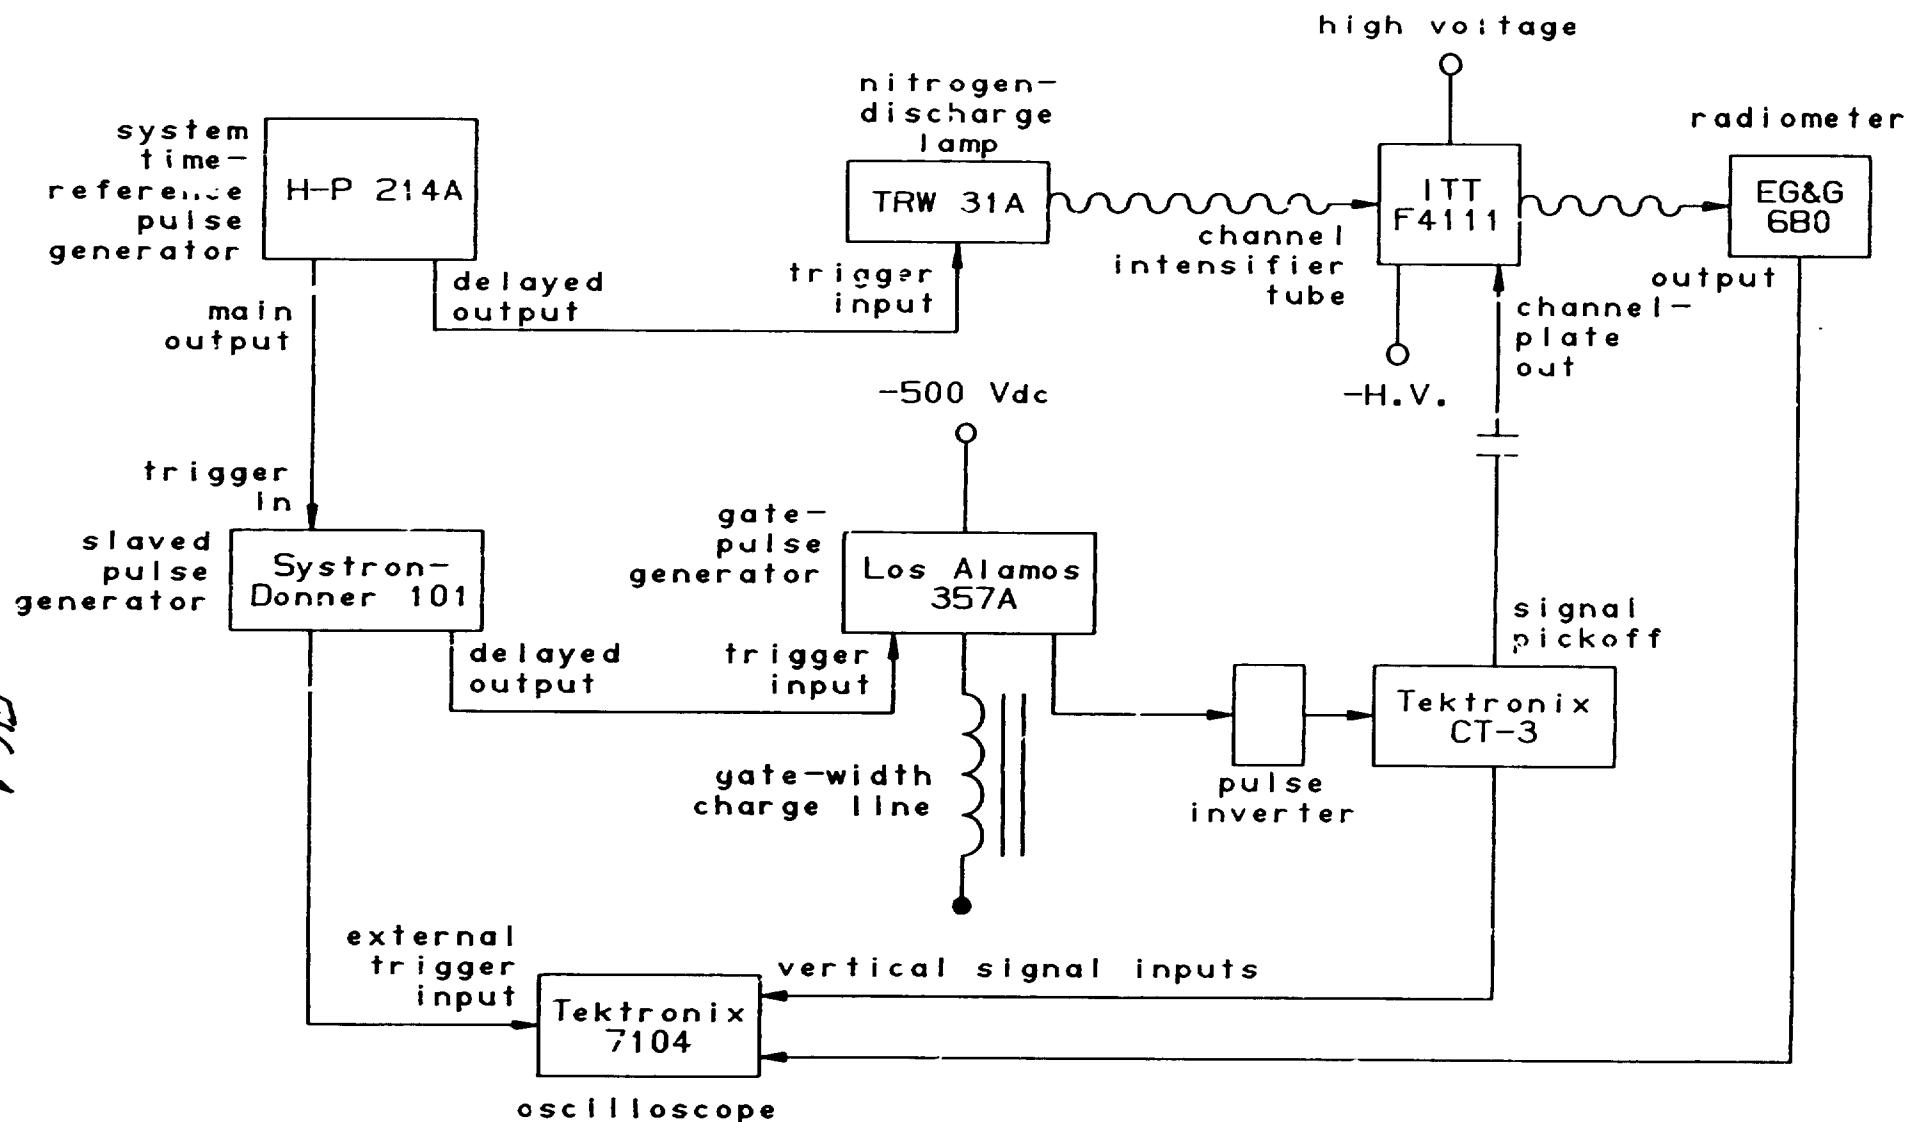 high voltage
nitrogen-
discharge
lamp
radiometer
system
time-
reference
pulse
generator
H-P 214A
TRW 31A
ITT
F4111
EG&G
680
channel
intensifier
tube
delayed
output
trigger
input
main
output
output
channel-
plate
out
-H.V.
-500 Vdc
trigger
in
slaved
pulse
generator
Systron-
Donner 101
gate-
pulse
generator
Los Alamos
357A
signal
pickoff
delayed
output
trigger
input
Tektronix
CT-3
gate-width
charge line
pulse
inverter
external
trigger
input
vertical signal inputs
Tektronix
7104
oscilloscope